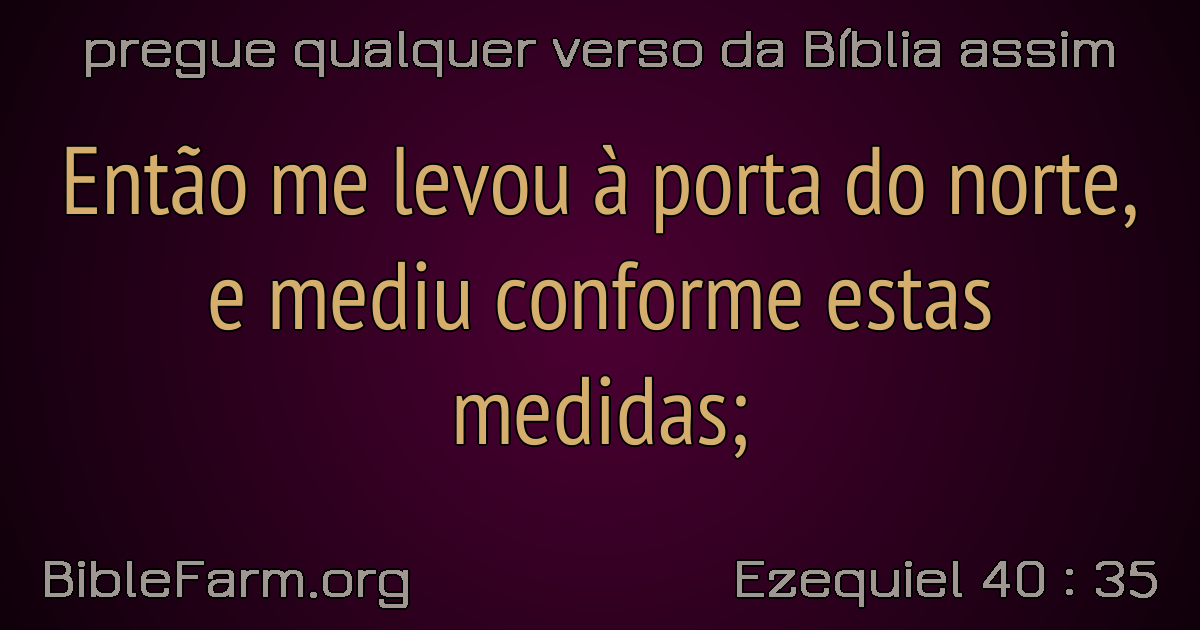 pregue qualquer verso da Bíblia assim
Então me levou à porta do norte,
e mediu conforme estas
medidas;
BibleFarm.org
Ezequiel 40 : 35